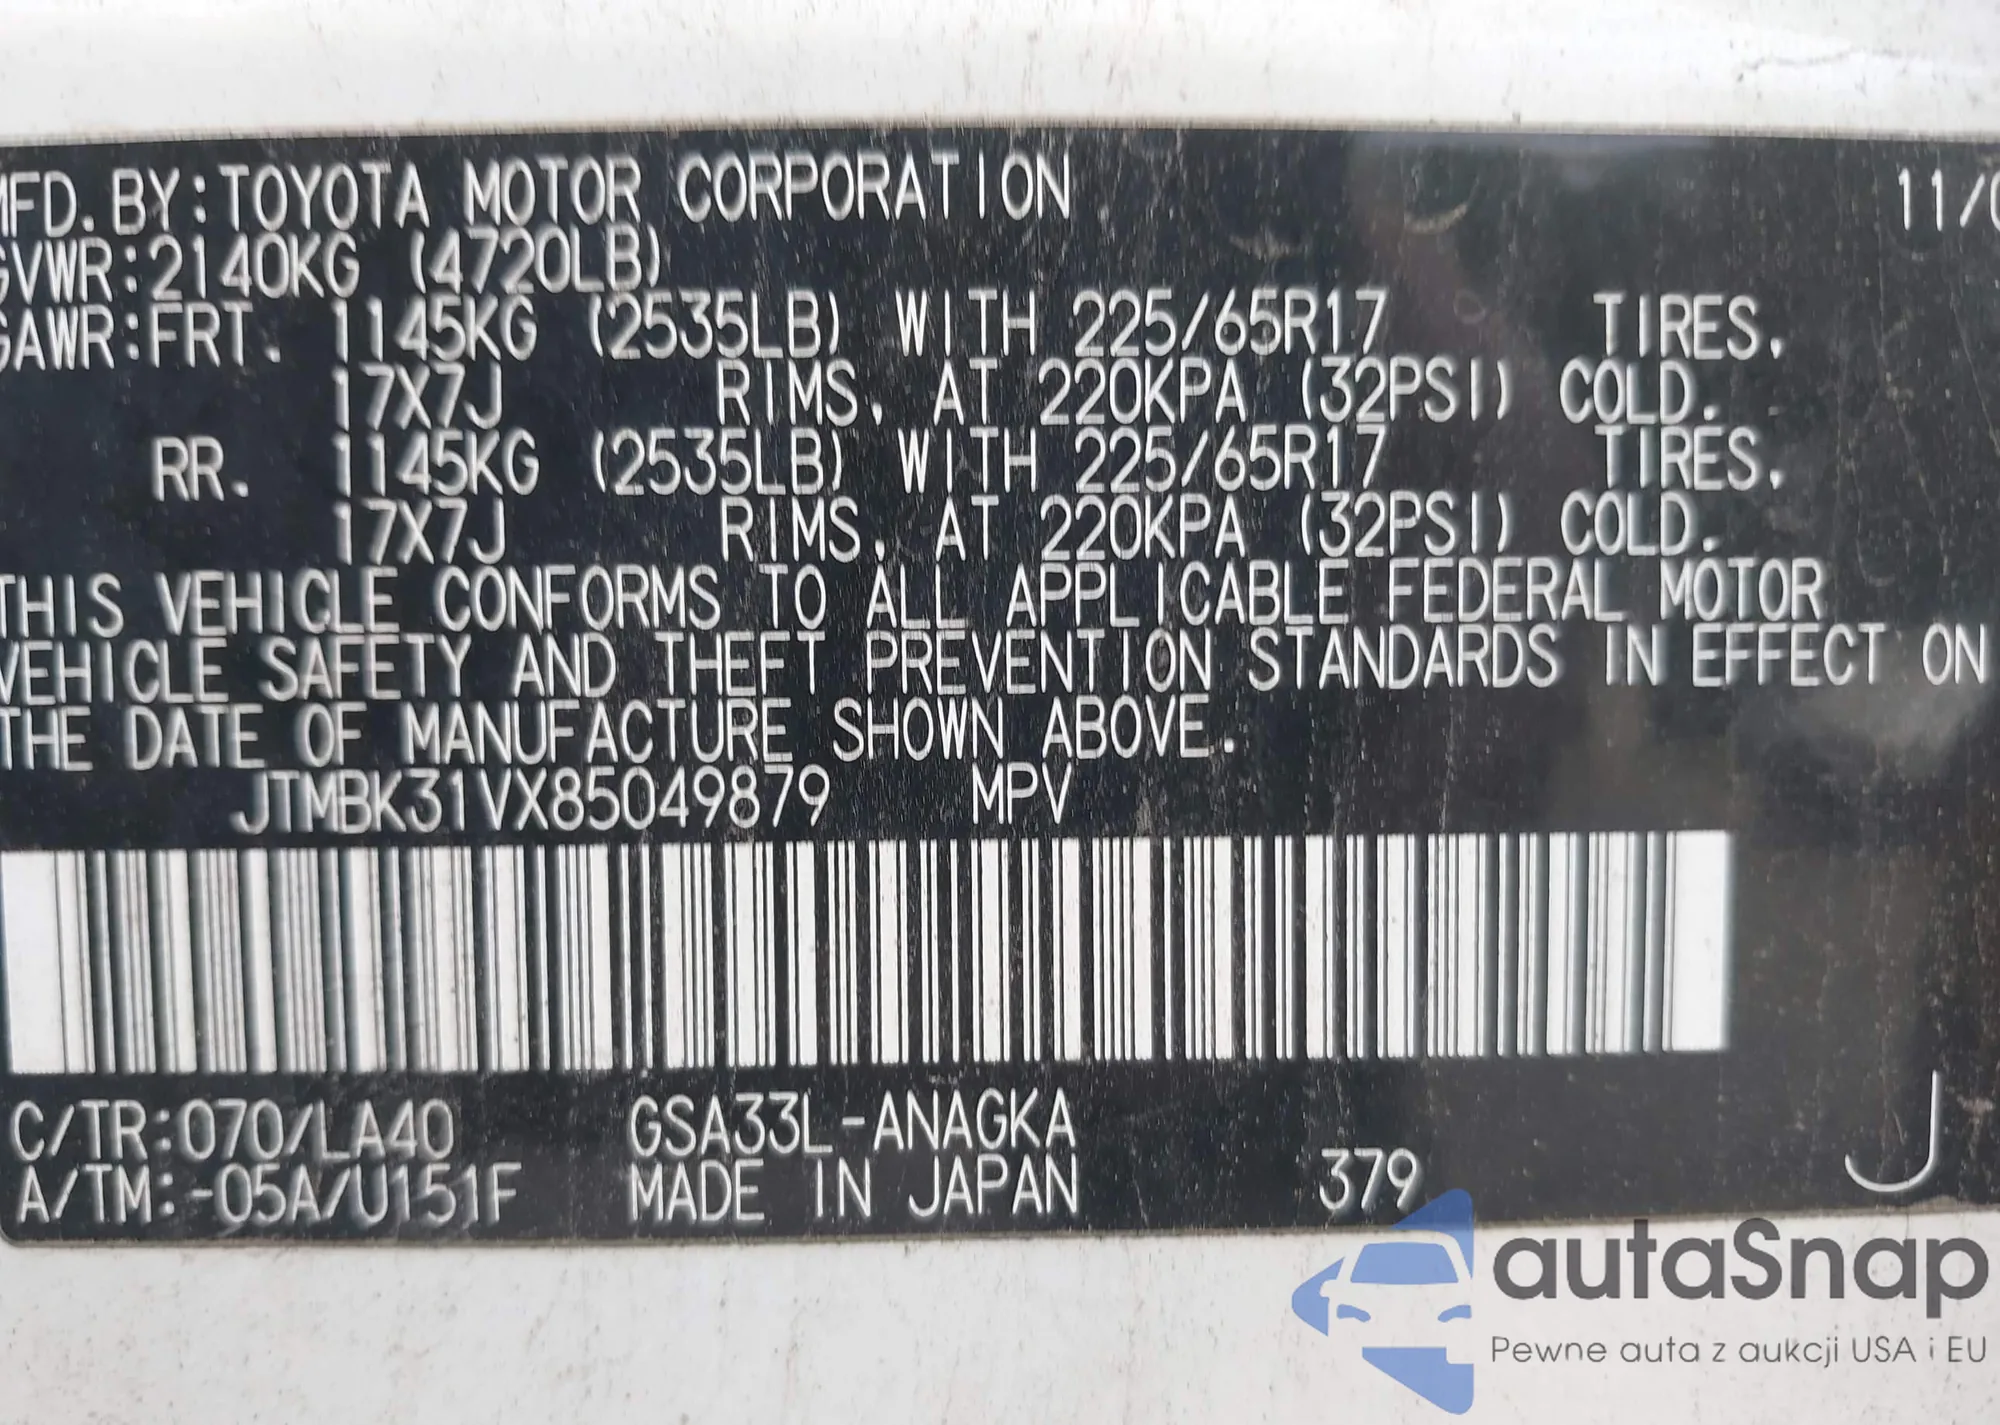 MFD. BY: TOYOTA MOTOR CORPORATION 11/0
GVWR: 2140KG (4720LB)
GAWR: FRT. 1145KG (2535LB) WITH 225/65R17 TIRES,
17X7J RIMS, AT 220KPA (32PSI) COLD.
RR. 1145KG (2535LB) WITH 225/65R17 TIRES,
17X7J RIMS, AT 220KPA (32PSI) COLD.
THIS VEHICLE CONFORMS TO ALL APPLICABLE FEDERAL MOTOR
VEHICLE SAFETY AND THEFT PREVENTION STANDARDS IN EFFECT ON
THE DATE OF MANUFACTURE SHOWN ABOVE.
JTMBK31VX85049879 MPV
C/TR: 070/LA40 GSA33L-ANAGKA
A/TM: -05A/U151F MADE IN JAPAN 379 J
autaSnap
Pewne auta z aukcji USA i EU